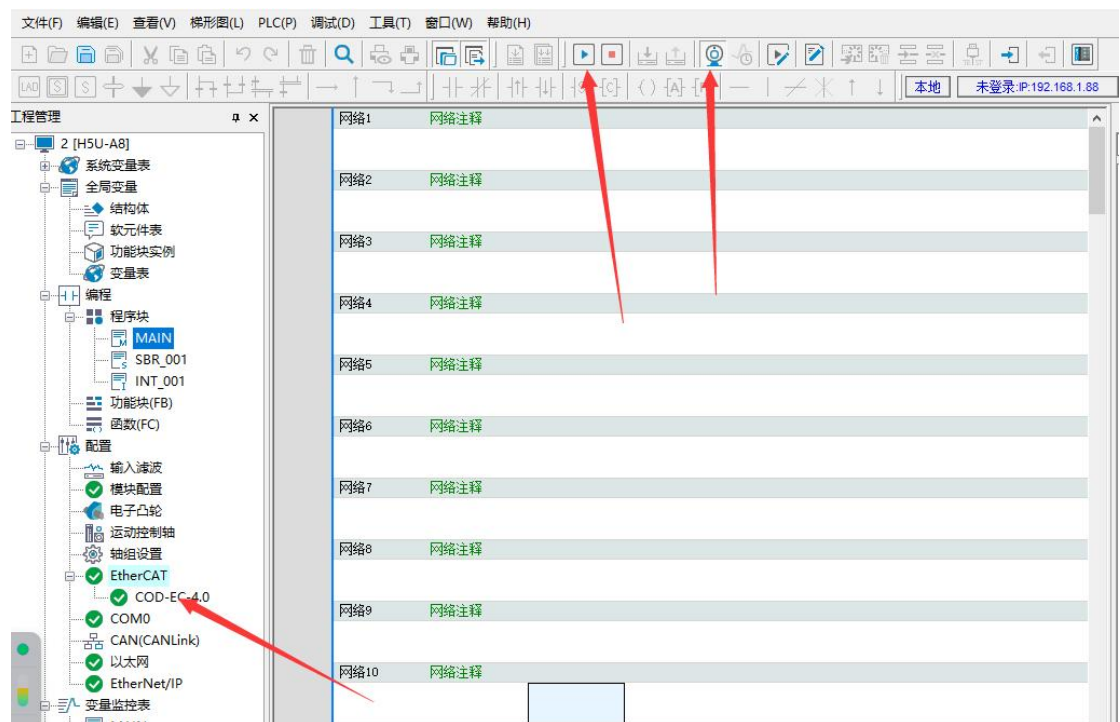 文件(F) 编辑(E) 查看(V) 梯形图(L) PLC(P) 调试(D) 工具(T) 窗口(W) 帮助(H)
LAD S S {C} ( ) {A}
本地 未登录:IP:192.168.1.88
工程管理
2 [H5U-A8]
系统变量表
全局变量
结构体
软元件表
功能块实例
变量表
编程
程序块
MAIN
SBR_001
INT_001
功能块(FB)
函数(FC)
配置
输入滤波
模块配置
电子凸轮
运动控制轴
轴组设置
EtherCAT
COD-EC-4.0
COM0
CAN(CANLink)
以太网
EtherNet/IP
变量监控表
网络1 网络注释
网络2 网络注释
网络3 网络注释
网络4 网络注释
网络5 网络注释
网络6 网络注释
网络7 网络注释
网络8 网络注释
网络9 网络注释
网络10 网络注释